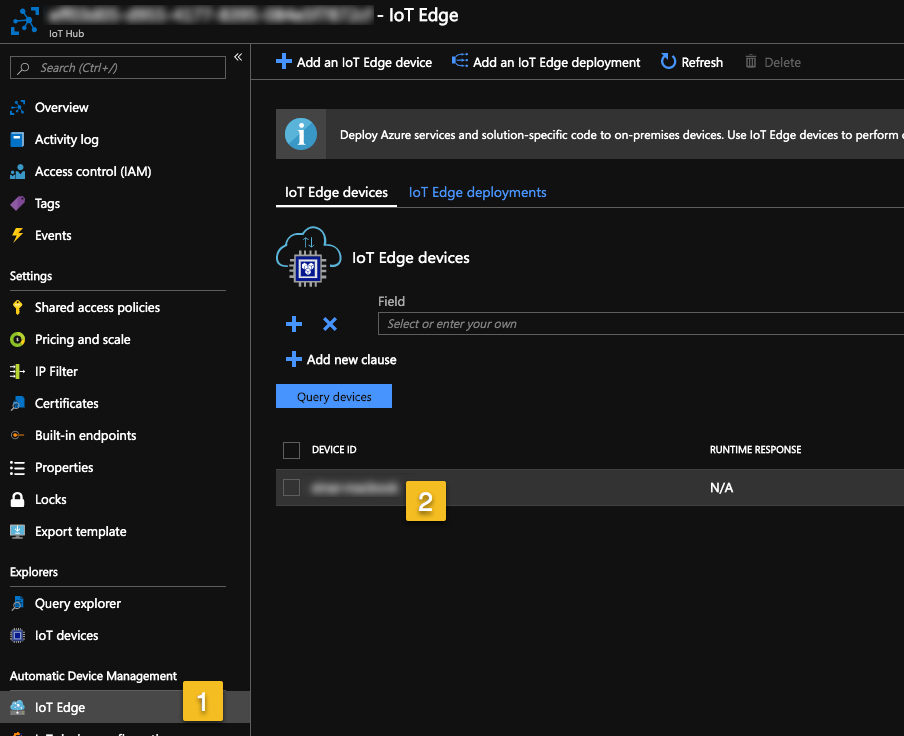 - IoT Edge
IoT Hub
Search (Ctrl+/)
«
Overview
Activity log
Access control (IAM)
Tags
Events
Settings
Shared access policies
Pricing and scale
IP Filter
Certificates
Built-in endpoints
Properties
Locks
Export template
Explorers
Query explorer
IoT devices
Automatic Device Management
IoT Edge
1
Add an IoT Edge device
Add an IoT Edge deployment
Refresh
Delete
Deploy Azure services and solution-specific code to on-premises devices. Use IoT Edge devices to perform
IoT Edge devices
IoT Edge deployments
IoT Edge devices
Field
Select or enter your own
Add new clause
Query devices
DEVICE ID
RUNTIME RESPONSE
2
N/A